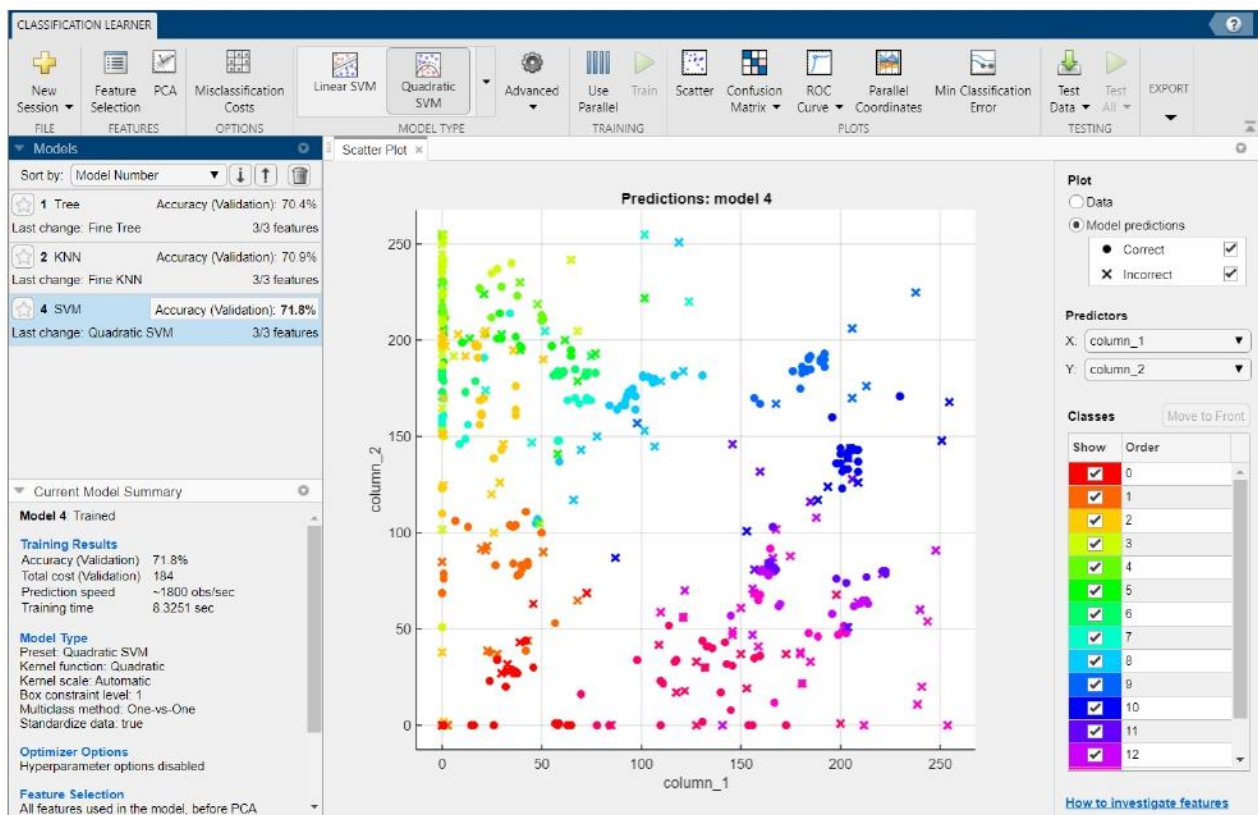 CLASSIFICATION LEARNER
?
New Session
Feature Selection
PCA
Misclassification Costs
Linear SVM
Quadratic SVM
Advanced
Use Parallel
Train
Scatter
Confusion Matrix
ROC Curve
Parallel Coordinates
Min Classification Error
Test Data
Test All
EXPORT
FILE
FEATURES
OPTIONS
MODEL TYPE
TRAINING
PLOTS
TESTING
Models
Sort by: Model Number
1 Tree Accuracy (Validation): 70.4%
Last change: Fine Tree 3/3 features
2 KNN Accuracy (Validation): 70.9%
Last change: Fine KNN 3/3 features
4 SVM Accuracy (Validation): 71.8%
Last change: Quadratic SVM 3/3 features
Current Model Summary
Model 4: Trained
Training Results
Accuracy (Validation) 71.8%
Total cost (Validation) 184
Prediction speed ~1800 obs/sec
Training time 8.3251 sec
Model Type
Preset: Quadratic SVM
Kernel function: Quadratic
Kernel scale: Automatic
Box constraint level: 1
Multiclass method: One-vs-One
Standardize data: true
Optimizer Options
Hyperparameter options disabled
Feature Selection
All features used in the model, before PCA
Scatter Plot
Predictions: model 4
250
200
150
100
50
0
column_2
0 50 100 150 200 250
column_1
Plot
Data
Model predictions
Correct
Incorrect
Predictors
X: column_1
Y: column_2
Classes Move to Front
Show Order
0
1
2
3
4
5
6
7
8
9
10
11
12
How to investigate features